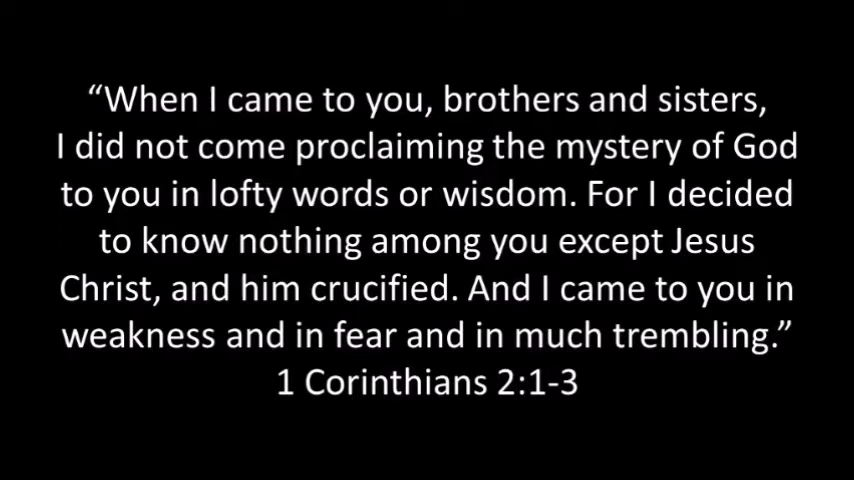 “When I came to you, brothers and sisters,
I did not come proclaiming the mystery of God
to you in lofty words or wisdom. For I decided
to know nothing among you except Jesus
Christ, and him crucified. And I came to you in
weakness and in fear and in much trembling.”
1 Corinthians 2:1-3